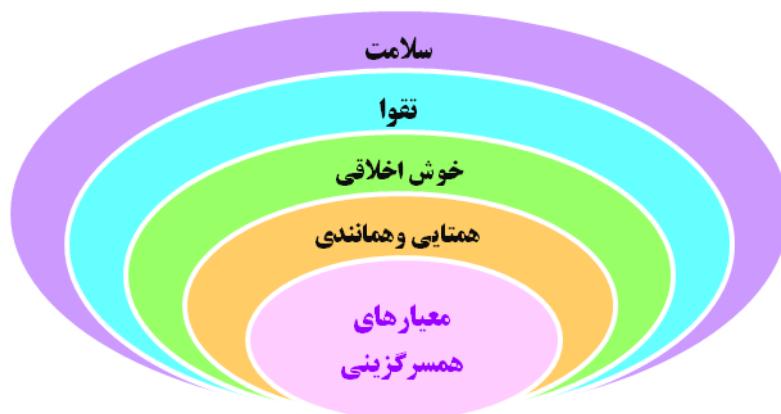 سلامت
تقوا
خوش اخلاقی
همتایی وهمانندی
معیارهای
همسرگزینی